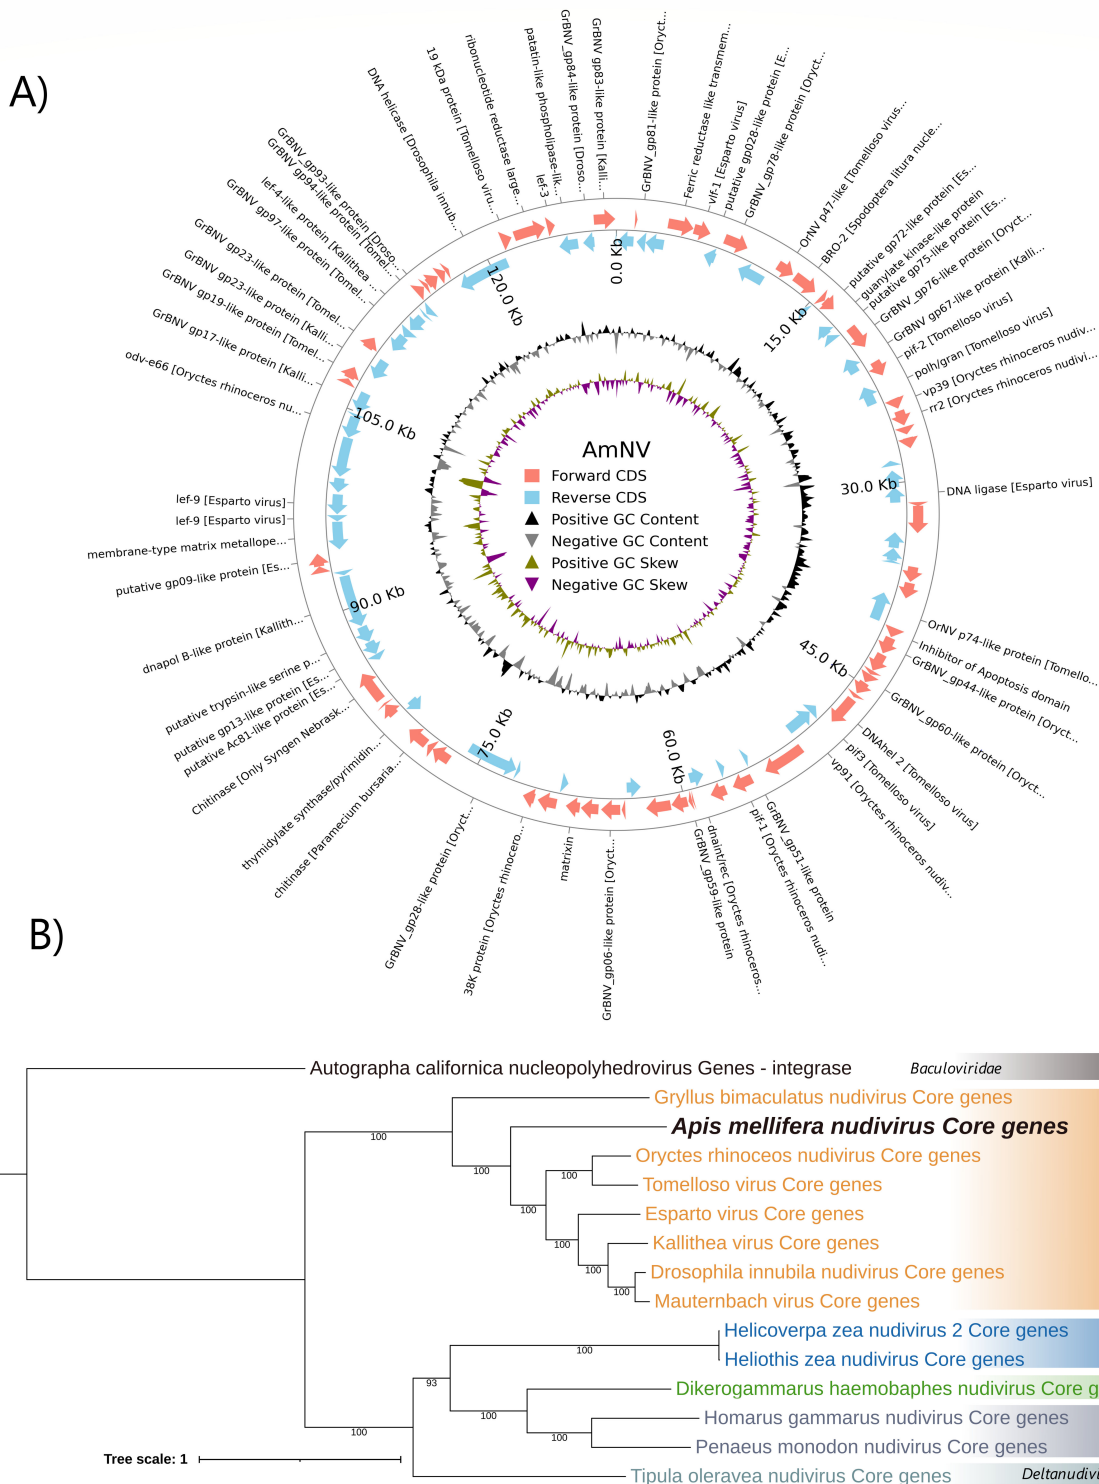 A)
DNA helicase [Drosophila innub...
19 kDa protein [Tomelloso viru...
ribonucleotide reductase large...
lef-3
patatin-like phospholipase-lik...
GrBNV_gp84-like protein [Droso...
GrBNV gp83-like protein [Kalli...
GrBNV_gp81-like protein [Oryct...
Ferric reductase like transmem...
vlf-1 [Esparto virus]
putative gp028-like protein [E...
GrBNV_gp78-like protein [Oryct...
OrNV p47-like [Tomelloso virus...
BRO-2 [Spodoptera litura nucle...
putative gp72-like protein [Es...
guanylate kinase-like protein
putative gp75-like protein [Es...
GrBNV_gp76-like protein [Oryct...
GrBNV gp67-like protein [Kalli...
pif-2 [Tomelloso virus]
polh/gran [Tomelloso virus]
vp39 [Oryctes rhinoceros nudiv...
rr2 [Oryctes rhinoceros nudivi...
DNA ligase [Esparto virus]
OrNV p74-like protein [Tomello...
Inhibitor of Apoptosis domain
GrBNV_gp44-like protein [Oryct...
GrBNV_gp60-like protein [Oryct...
DNAhel 2 [Tomelloso virus]
pif3 [Tomelloso virus]
vp91 [Oryctes rhinoceros nudiv...
GrBNV_gp51-like protein
pif-1 [Oryctes rhinoceros nudi...
dnaint/rec [Oryctes rhinoceros...
GrBNV_gp59-like protein
GrBNV_gp06-like protein [Oryct...
matrixin
38K protein [Oryctes rhinocero...
GrBNV_gp28-like protein [Oryct...
chitinase [Paramecium bursaria...
thymidylate synthase/pyrimidin...
Chitinase [Only Syngen Nebrask...
putative Ac81-like protein [Es...
putative gp13-like protein [Es...
putative trypsin-like serine p...
dnapol B-like protein [Kallith...
putative gp09-like protein [Es...
membrane-type matrix metallope...
lef-9 [Esparto virus]
lef-9 [Esparto virus]
odv-e66 [Oryctes rhinoceros nu...
GrBNV gp17-like protein [Kalli...
GrBNV gp19-like protein [Tomel...
GrBNV gp23-like protein [Kalli...
GrBNV gp23-like protein [Tomel...
GrBNV gp97-like protein [Tomel...
lef-4-like protein [Kallithea ...
GrBNV_gp94-like protein [Tomel...
GrBNV_gp93-like protein [Droso...
0.0 Kb
15.0 Kb
30.0 Kb
45.0 Kb
60.0 Kb
75.0 Kb
90.0 Kb
105.0 Kb
120.0 Kb
AmNV
Forward CDS
Reverse CDS
Positive GC Content
Negative GC Content
Positive GC Skew
Negative GC Skew
B)
Autographa californica nucleopolyhedrovirus Genes - integrase
Baculoviridae
Gryllus bimaculatus nudivirus Core genes
Apis mellifera nudivirus Core genes
100
Oryctes rhinoceos nudivirus Core genes
100
100
Tomelloso virus Core genes
100
Esparto virus Core genes
100
Kallithea virus Core genes
100
Drosophila innubila nudivirus Core genes
100
Mauternbach virus Core genes
Helicoverpa zea nudivirus 2 Core genes
100
Heliothis zea nudivirus Core genes
93
Dikerogammarus haemobaphes nudivirus Core g
100
Homarus gammarus nudivirus Core genes
100
100
Penaeus monodon nudivirus Core genes
Tree scale: 1
Tipula oleravea nudivirus Core genes
Deltanudivi